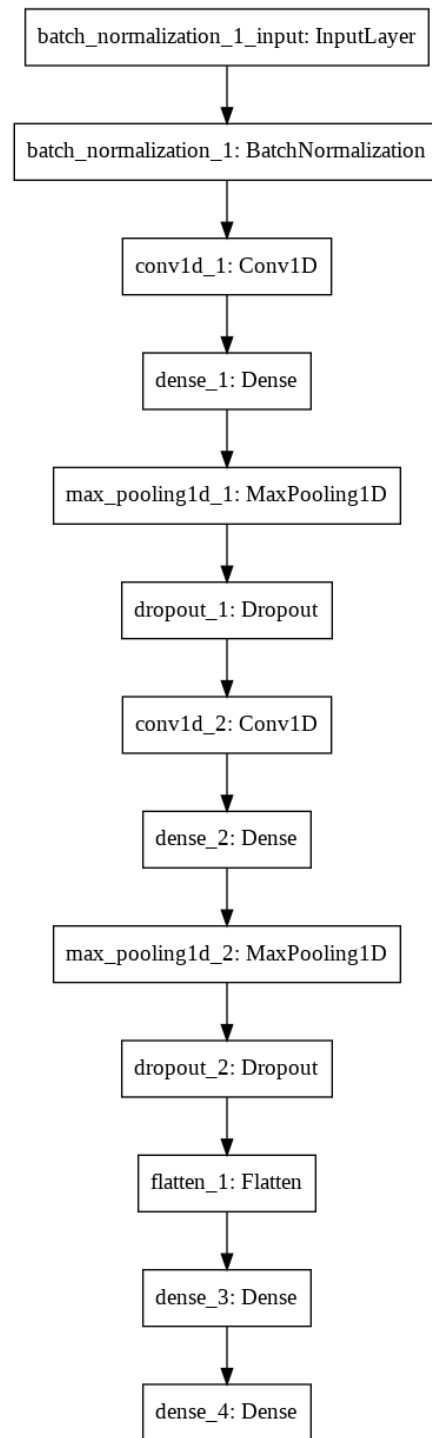 batch_normalization_1_input: InputLayer
batch_normalization_1: BatchNormalization
conv1d_1: Conv1D
dense_1: Dense
max_pooling1d_1: MaxPooling1D
dropout_1: Dropout
conv1d_2: Conv1D
dense_2: Dense
max_pooling1d_2: MaxPooling1D
dropout_2: Dropout
flatten_1: Flatten
dense_3: Dense
dense_4: Dense